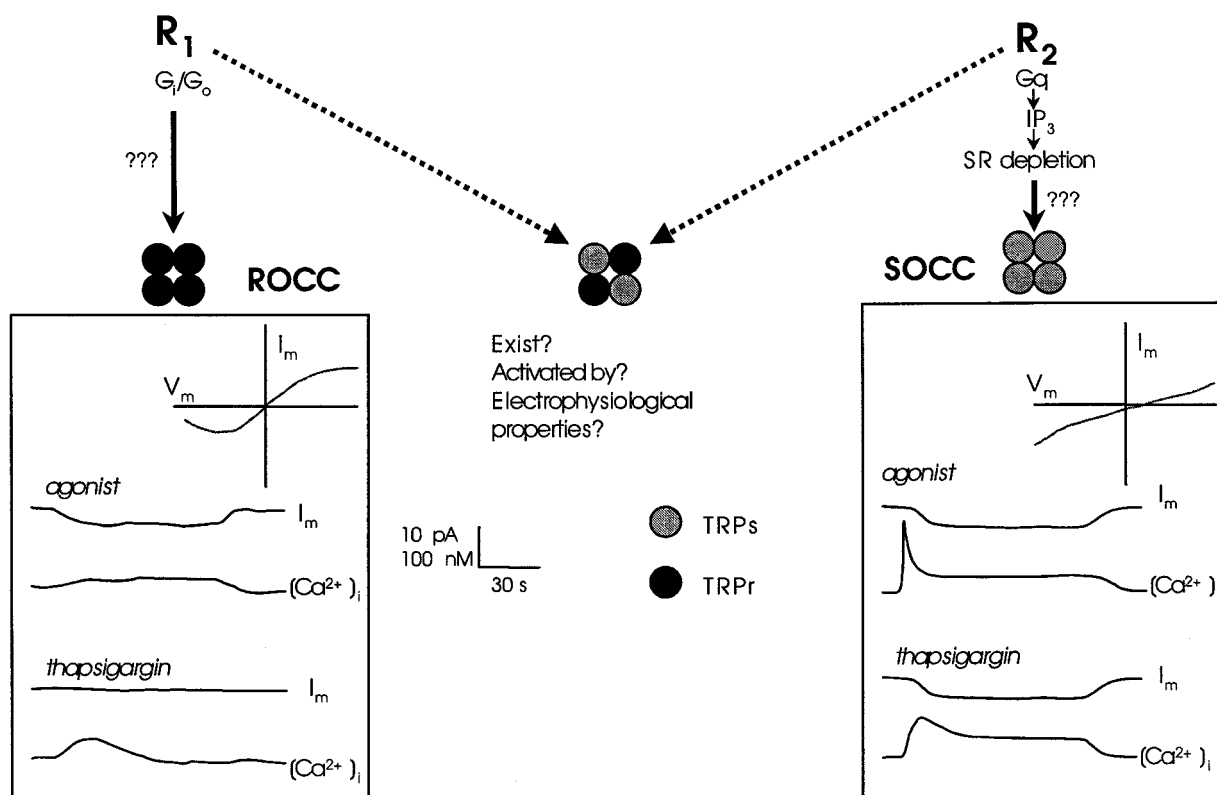 R1
Gi/Go
???
ROCC
Im
Vm
agonist
Im
(Ca2+)i
thapsigargin
Im
(Ca2+)i
Exist?
Activated by?
Electrophysiological
properties?
10 pA
100 nM
30 s
TRPs
TRPr
R2
Gq
IP3
SR depletion
???
SOCC
Im
Vm
agonist
Im
(Ca2+)
thapsigargin
Im
(Ca2+)i